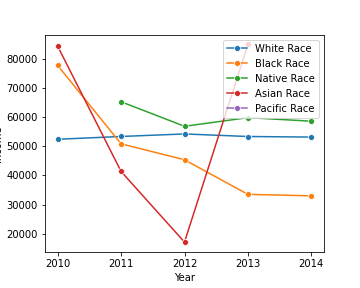 80000
70000
60000
50000
40000
30000
20000
2010
2011
2012
2013
2014
Year
White Race
Black Race
Native Race
Asian Race
Pacific Race